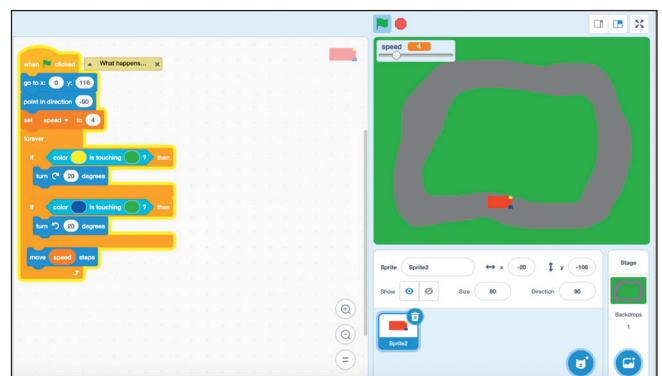 when clicked
What happens...
go to x: 0 y: 116
point in direction -90
set speed to 4
forever
if color is touching ? then
turn 20 degrees
if color is touching ? then
turn 20 degrees
move speed steps
speed 4
Sprite Sprite2 x -20 y -106
Show Size 80 Direction 90
Sprite2
Stage
Backdrops
1